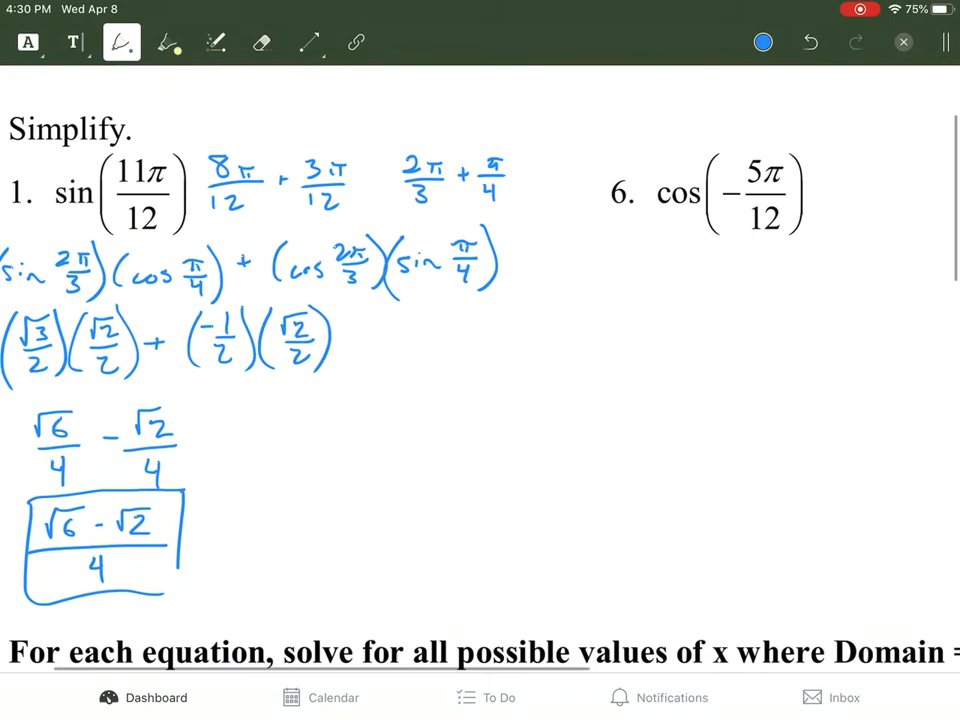 4:30 PM Wed Apr 8 75%
A T
Simplify.
1. sin(11π/12) 8π/12 + 3π/12 2π/3 + π/4
6. cos(-5π/12)
(sin 2π/3)(cos π/4) + (cos 2π/3)(sin π/4)
(√3/2)(√2/2) + (-1/2)(√2/2)
√6/4 - √2/4
(√6 - √2)/4
For each equation, solve for all possible values of x where Domain =
Dashboard Calendar To Do Notifications Inbox